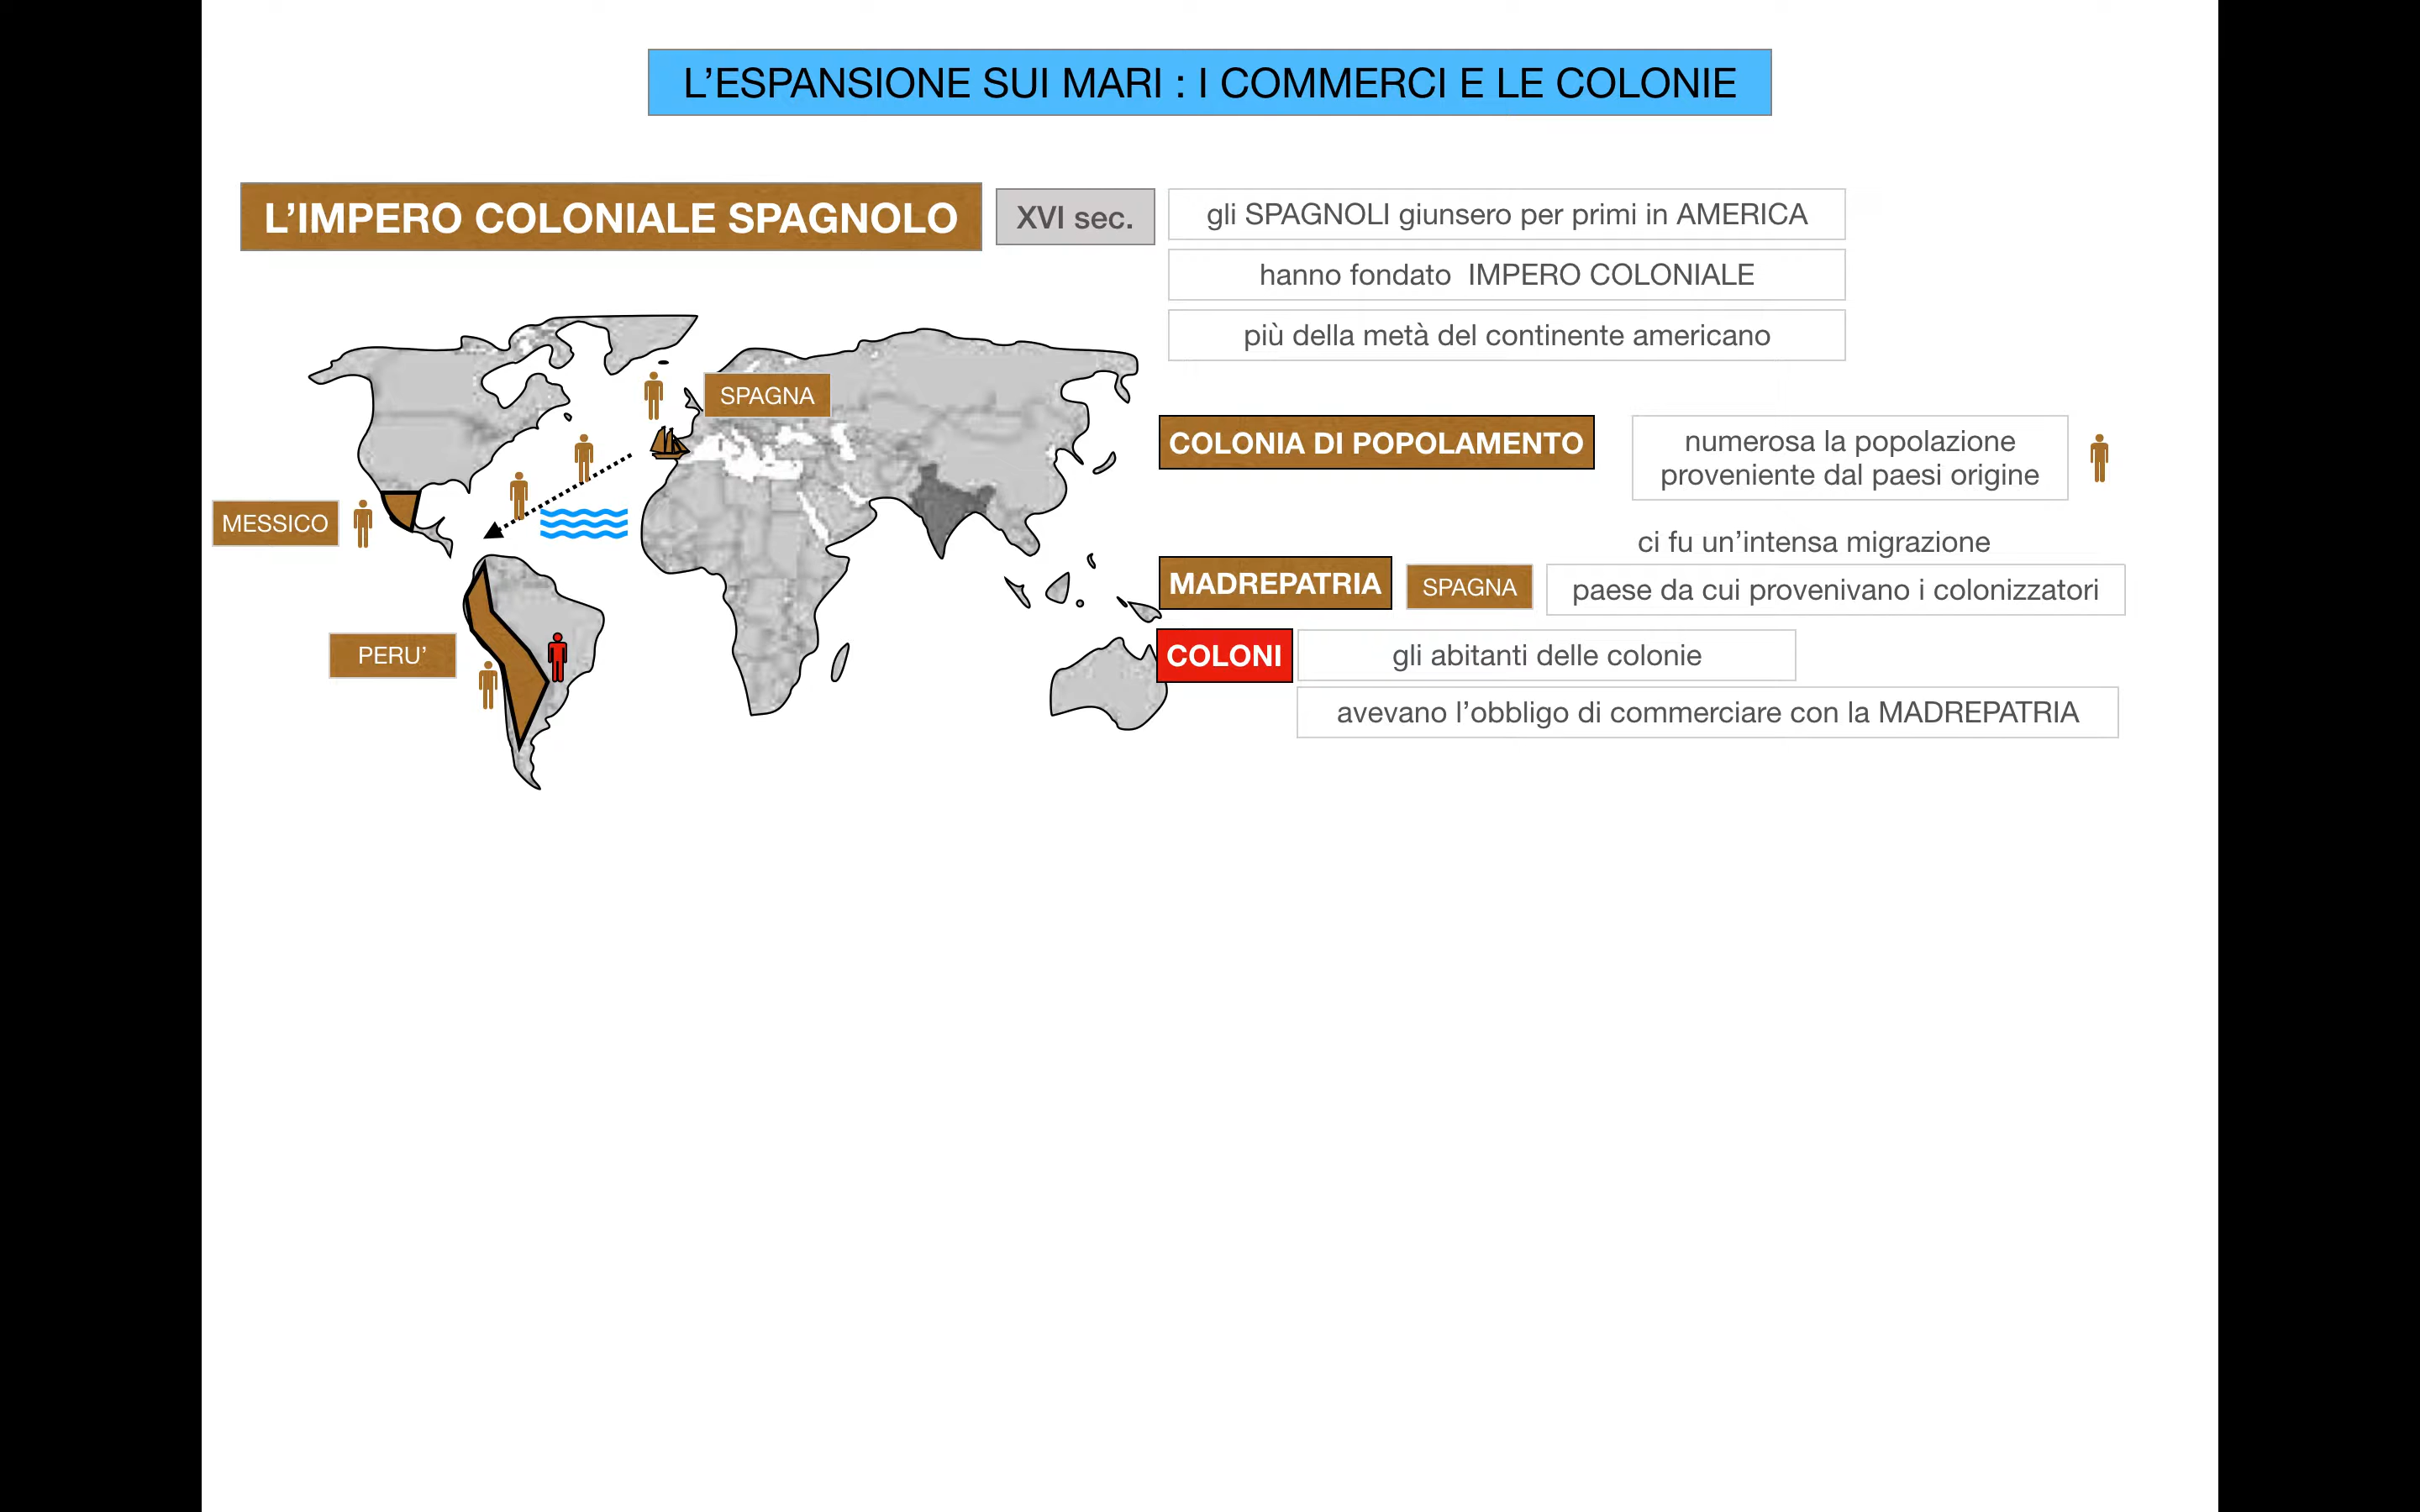 L'ESPANSIONE SUI MARI : I COMMERCI E LE COLONIE
L'IMPERO COLONIALE SPAGNOLO
XVI sec.
gli SPAGNOLI giunsero per primi in AMERICA
hanno fondato  IMPERO COLONIALE
più della metà del continente americano
SPAGNA
MESSICO
PERU'
COLONIA DI POPOLAMENTO
numerosa la popolazione
proveniente dal paesi origine
ci fu un'intensa migrazione
MADREPATRIA
SPAGNA
paese da cui provenivano i colonizzatori
COLONI
gli abitanti delle colonie
avevano l'obbligo di commerciare con la MADREPATRIA